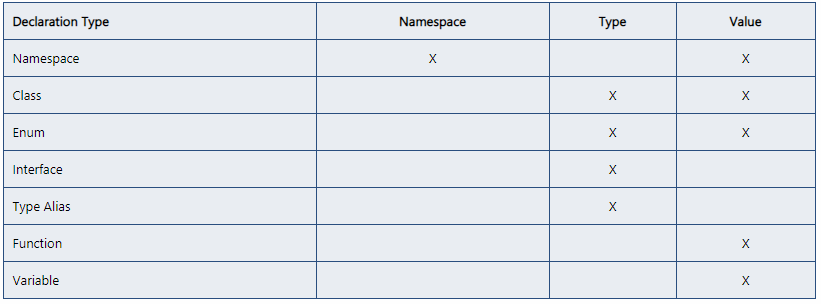 Declaration Type Namespace Type Value
Namespace X X
Class X X
Enum X X
Interface X
Type Alias X
Function X
Variable X